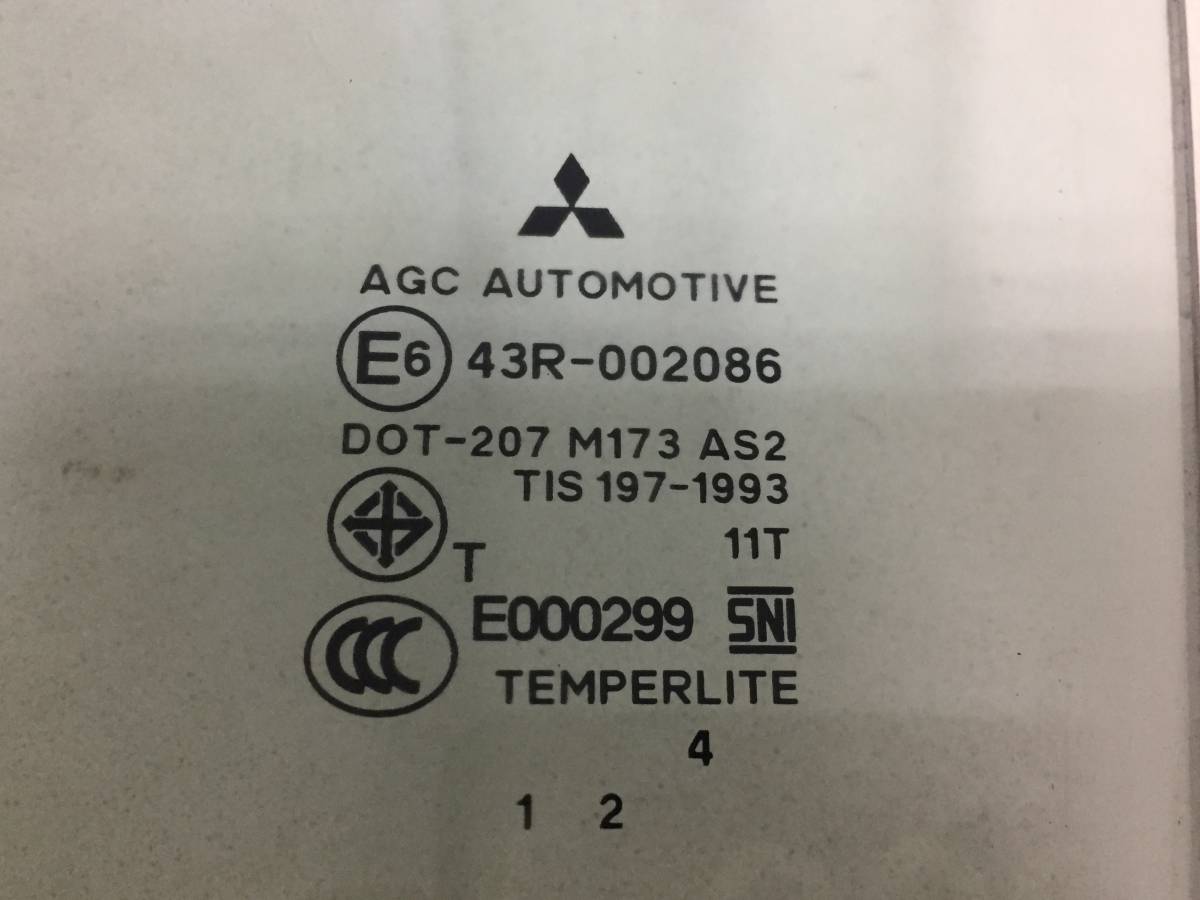 AGC AUTOMOTIVE
E6 43R-002086
DOT-207 M173 AS2
TIS 197-1993
11T
T
CCC E000299 SNI
TEMPERLITE
4
1 2